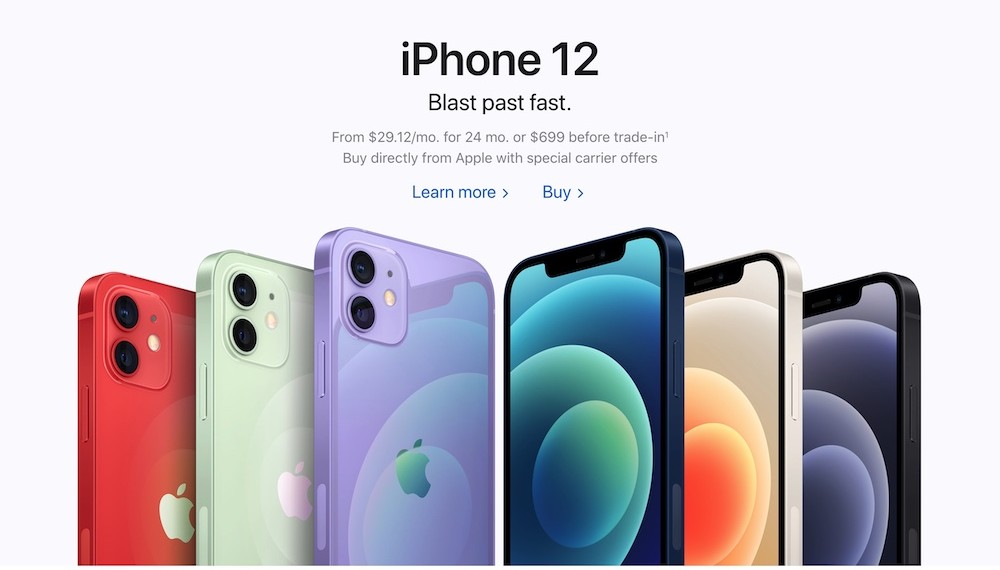 iPhone 12
Blast past fast.
From $29.12/mo. for 24 mo. or $699 before trade-in¹
Buy directly from Apple with special carrier offers
Learn more >
Buy >